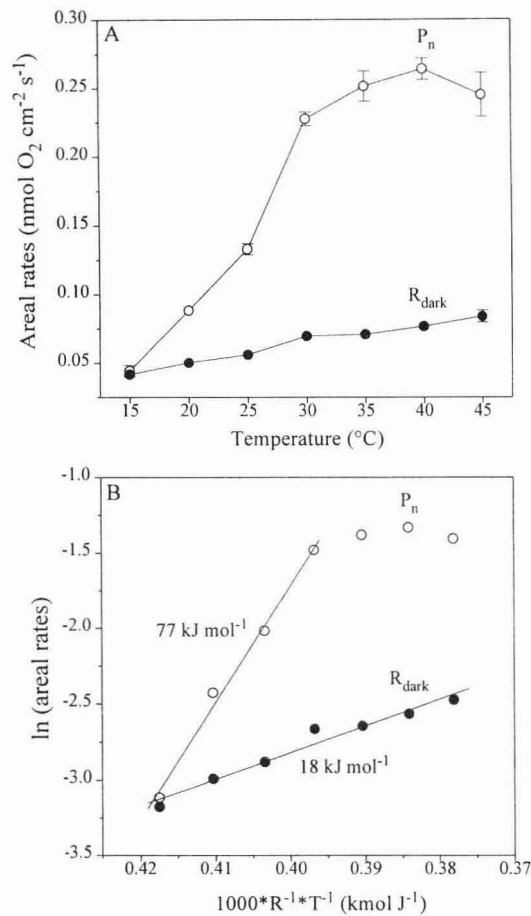 A
P_n
0.30
0.25
0.20
0.15
0.10
0.05
Areal rates (nmol O₂ cm⁻² s⁻¹)
R_dark
15 20 25 30 35 40 45
Temperature (°C)
B
P_n
-1.0
-1.5
-2.0
-2.5
-3.0
-3.5
ln (areal rates)
77 kJ mol⁻¹
R_dark
18 kJ mol⁻¹
0.42 0.41 0.40 0.39 0.38 0.37
1000*R⁻¹*T⁻¹ (kmol J⁻¹)